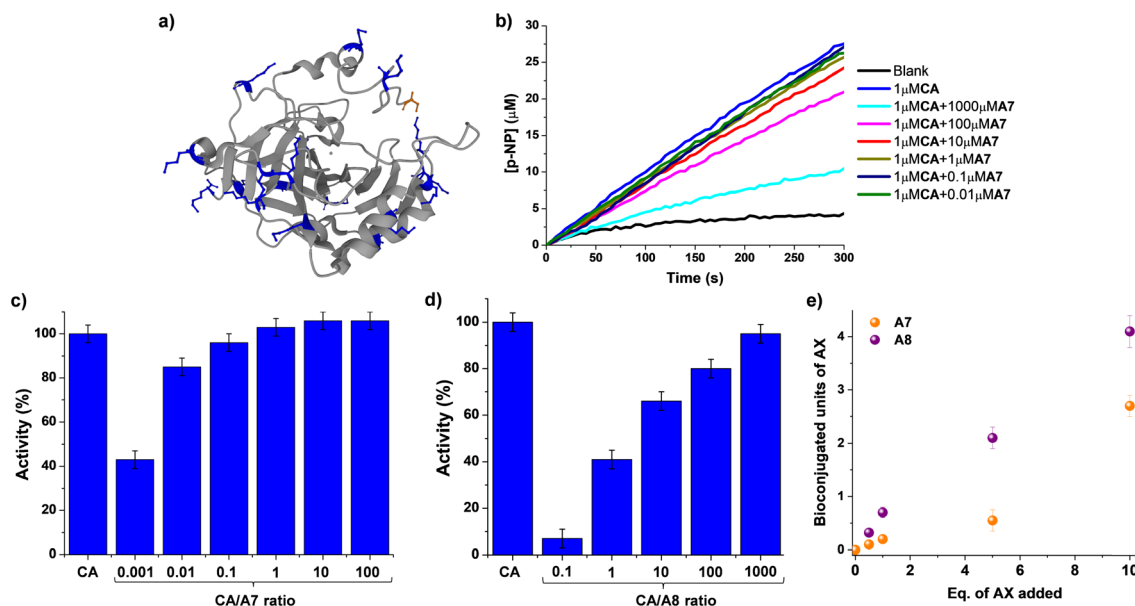 a)
b)
[p-NP] (μM)
30
25
20
15
10
5
0
0 50 100 150 200 250 300
Time (s)
Blank
1μMCA
1μMCA+1000μMA7
1μMCA+100μMA7
1μMCA+10μMA7
1μMCA+1μMA7
1μMCA+0.1μMA7
1μMCA+0.01μMA7
c)
Activity (%)
120
100
80
60
40
20
0
CA 0.001 0.01 0.1 1 10 100
CA/A7 ratio
d)
Activity (%)
120
100
80
60
40
20
0
CA 0.1 1 10 100 1000
CA/A8 ratio
e)
A7
A8
Bioconjugated units of AX
4
3
2
1
0
0 2 4 6 8 10
Eq. of AX added